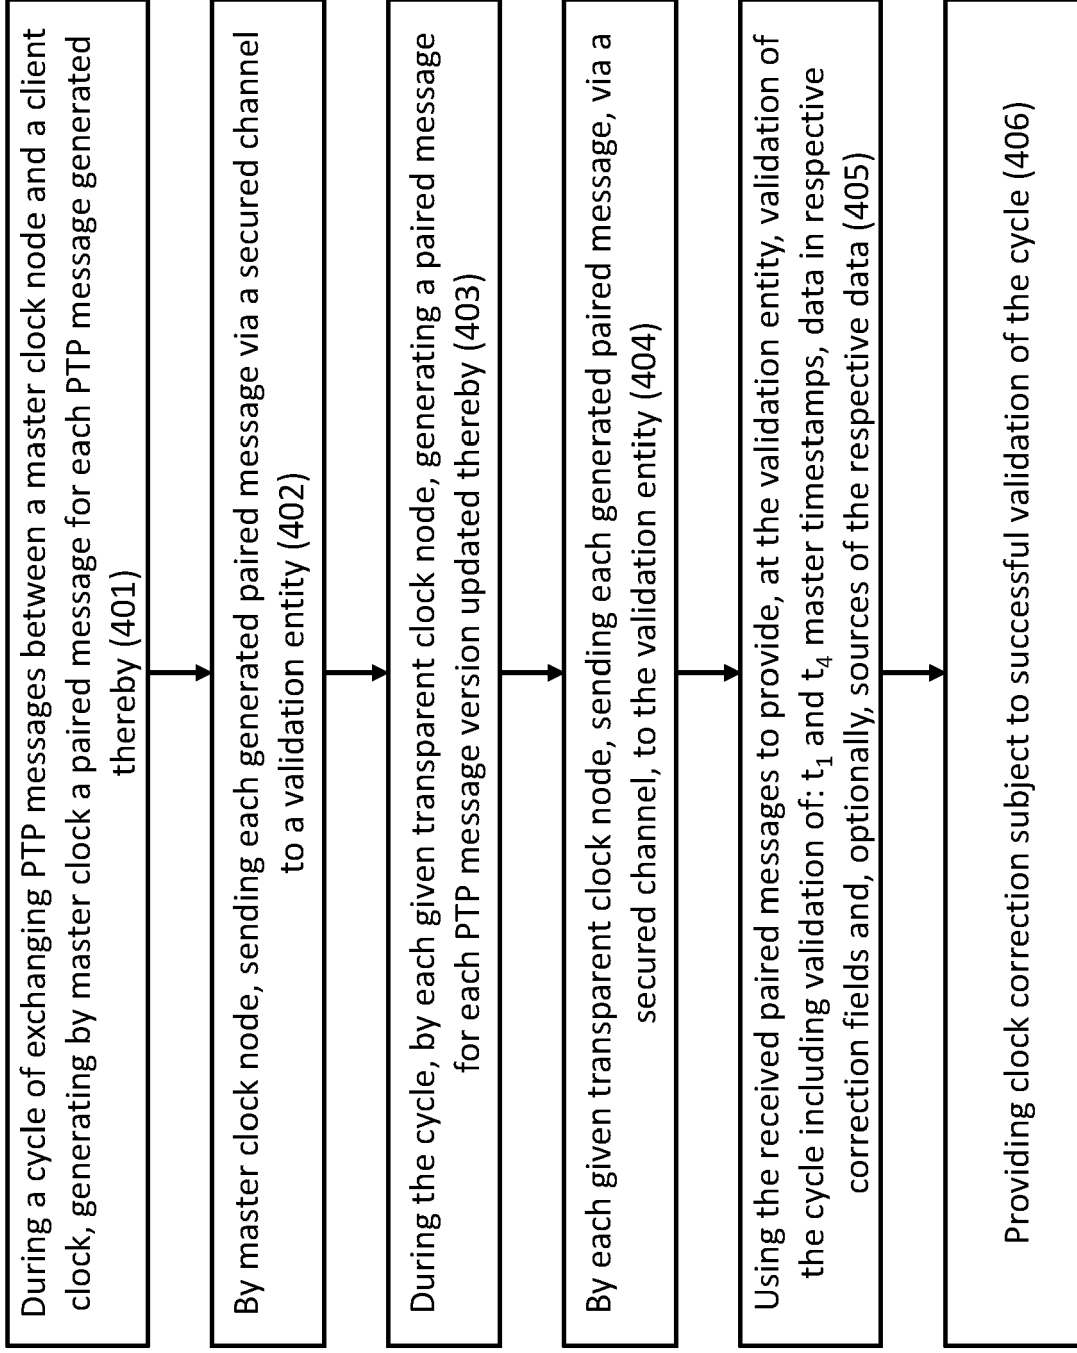 During a cycle of exchanging PTP messages between a master clock node and a client
clock, generating by master clock a paired message for each PTP message generated
thereby (401)
By master clock node, sending each generated paired message via a secured channel
to a validation entity (402)
During the cycle, by each given transparent clock node, generating a paired message
for each PTP message version updated thereby (403)
By each given transparent clock node, sending each generated paired message, via a
secured channel, to the validation entity (404)
Using the received paired messages to provide, at the validation entity, validation of
the cycle including validation of: t₁ and t₄ master timestamps, data in respective
correction fields and, optionally, sources of the respective data (405)
Providing clock correction subject to successful validation of the cycle (406)